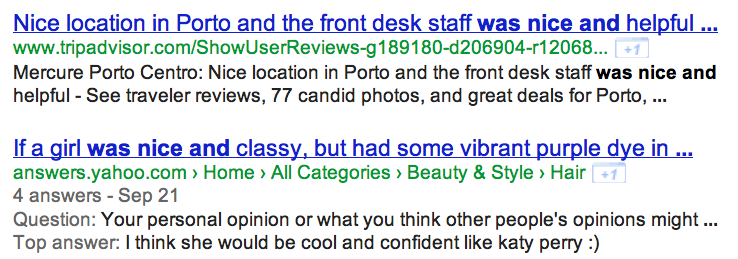 Nice location in Porto and the front desk staff was nice and helpful ...
www.tripadvisor.com/ShowUserReviews-g189180-d206904-r12068... +1
Mercure Porto Centro: Nice location in Porto and the front desk staff was nice and
helpful - See traveler reviews, 77 candid photos, and great deals for Porto, ...
If a girl was nice and classy, but had some vibrant purple dye in ...
answers.yahoo.com › Home › All Categories › Beauty & Style › Hair +1
4 answers - Sep 21
Question: Your personal opinion or what you think other people's opinions might ...
Top answer: I think she would be cool and confident like katy perry :)